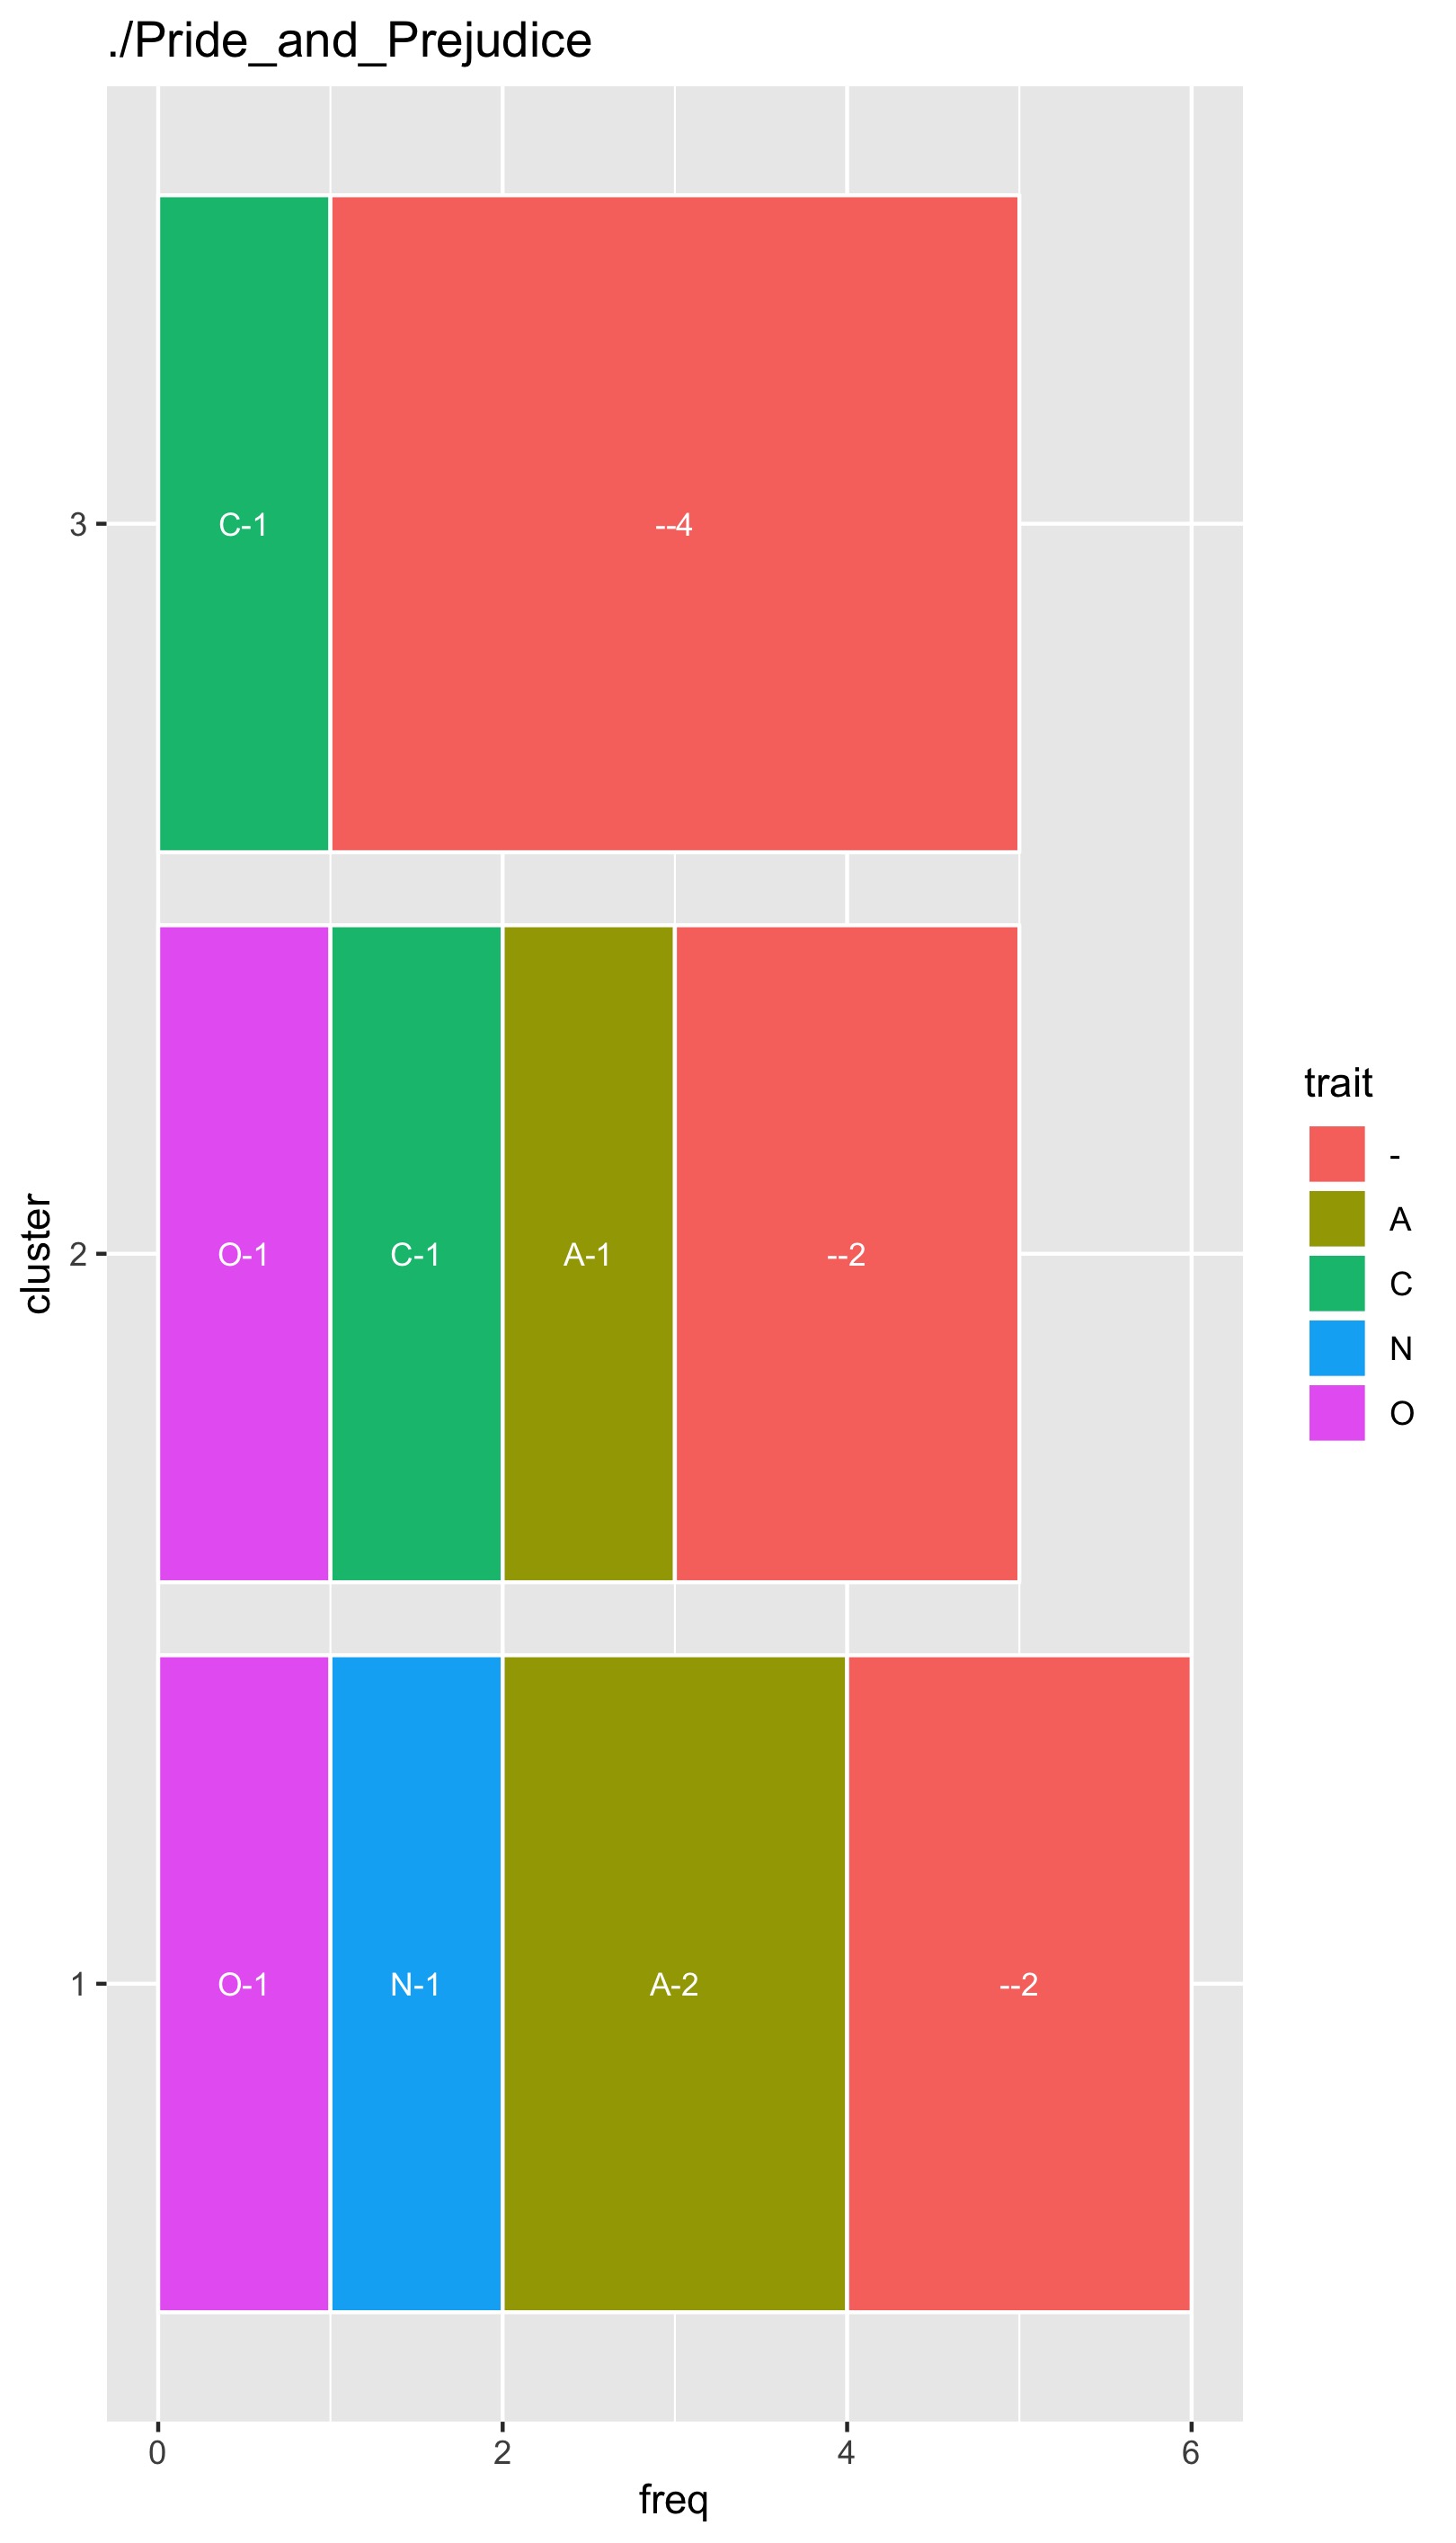 ./Pride_and_Prejudice
3
C-1
--4
cluster
2
O-1
C-1
A-1
--2
1
O-1
N-1
A-2
--2
0
2
4
6
freq
trait
-
A
C
N
O